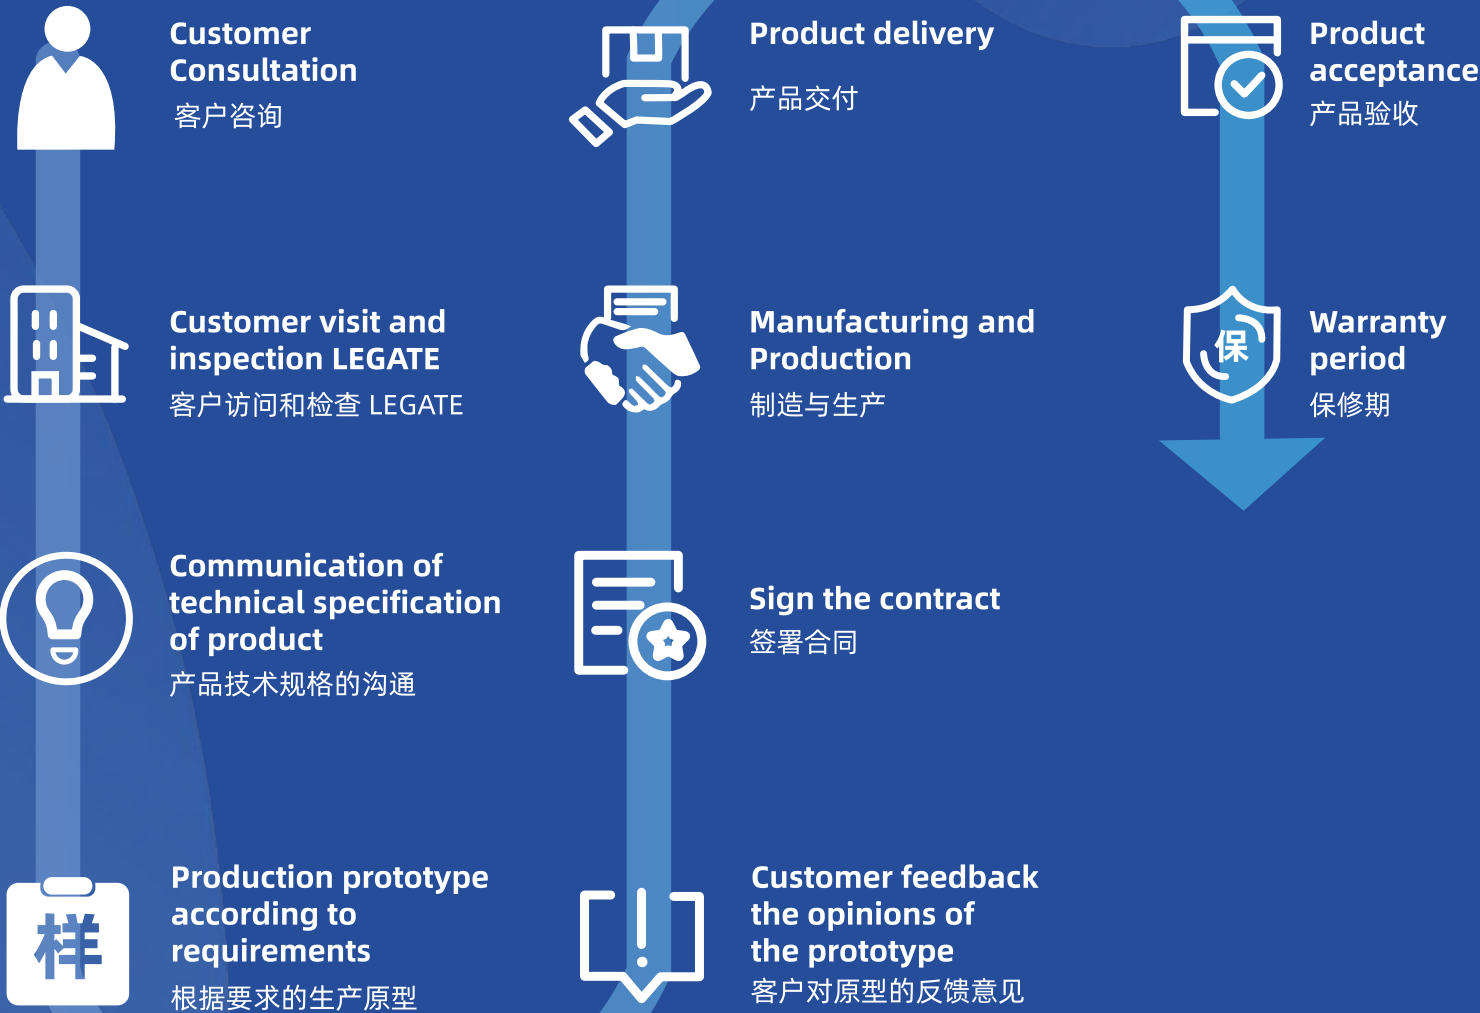 Customer
Consultation
客户咨询
Customer visit and
inspection LEGATE
客户访问和检查 LEGATE
Communication of
technical specification
of product
产品技术规格的沟通
样
Production prototype
according to
requirements
根据要求的生产原型
Customer feedback
the opinions of
the prototype
客户对原型的反馈意见
Sign the contract
签署合同
Manufacturing and
Production
制造与生产
Product delivery
产品交付
Product
acceptance
产品验收
保
Warranty
period
保修期